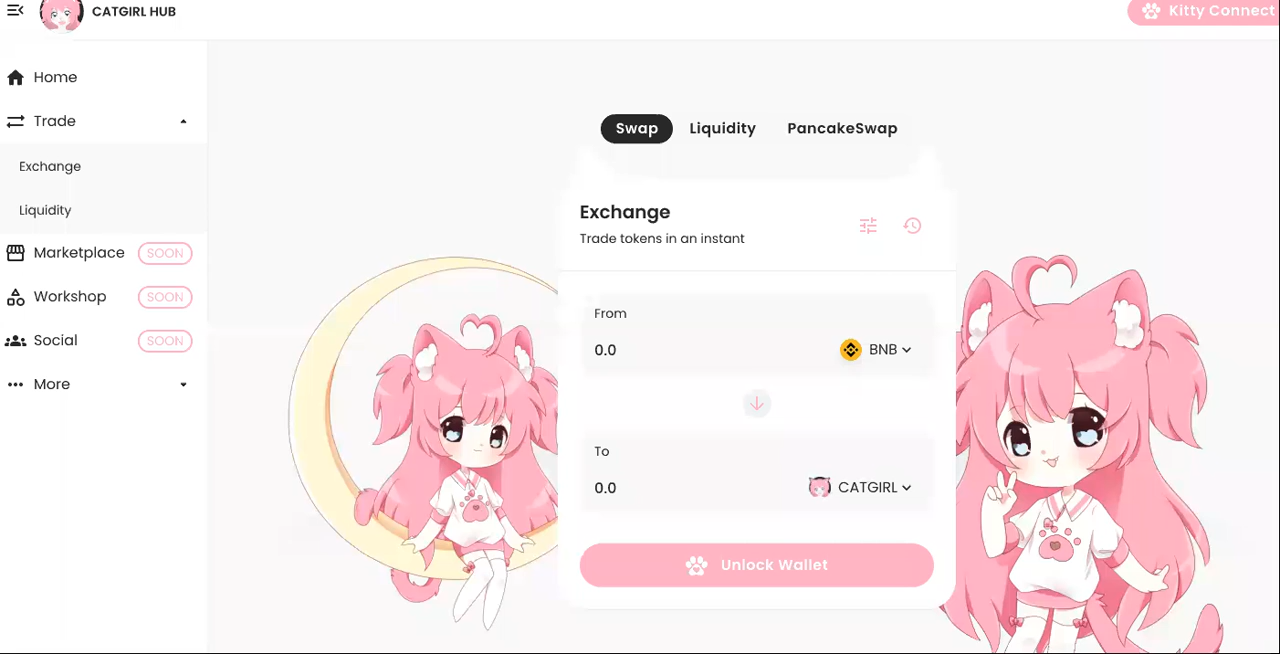 CATGIRL HUB
Kitty Connect
Home
Trade
Exchange
Liquidity
Marketplace SOON
Workshop SOON
Social SOON
More
Swap Liquidity PancakeSwap
Exchange
Trade tokens in an instant
From
0.0 BNB
To
0.0 CATGIRL
Unlock Wallet